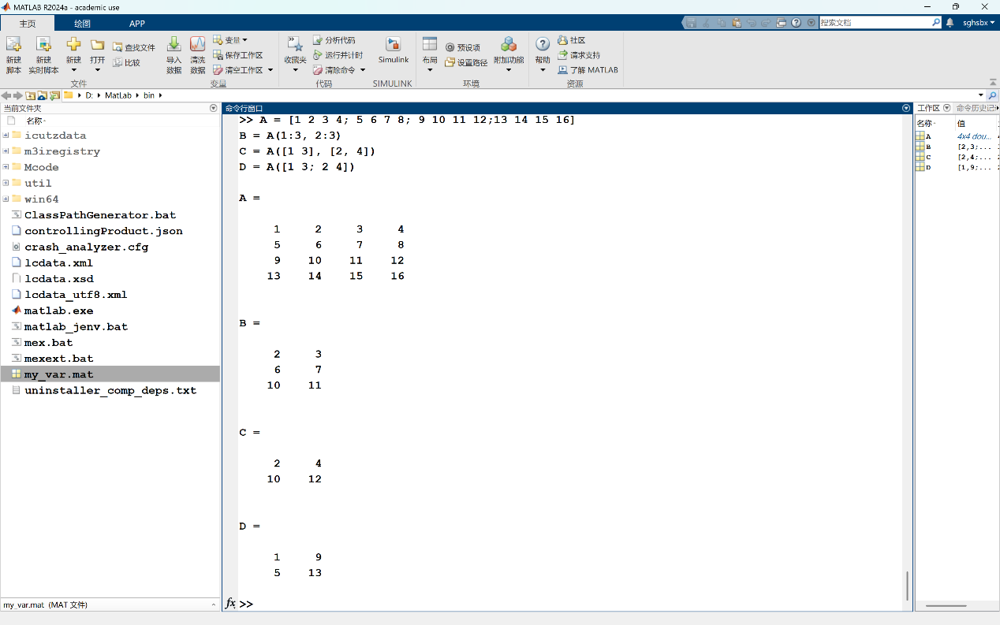 MATLAB R2024a - academic use
主页 绘图 APP
搜索文档
sghsbx
新建 脚本
新建 实时脚本
新建
打开
查找文件
比较
导入 数据
清洗 数据
变量
保存工作区
清空工作区
收藏夹
分析代码
运行并计时
清除命令
Simulink
布局
预设项
设置路径
附加功能
帮助
社区
请求支持
了解 MATLAB
文件 变量 代码 SIMULINK 环境 资源
D: MatLab bin
当前文件夹
名称
icutzdata
m3iregistry
Mcode
util
win64
ClassPathGenerator.bat
controllingProduct.json
crash_analyzer.cfg
lcdata.xml
lcdata.xsd
lcdata_utf8.xml
matlab.exe
matlab_jenv.bat
mex.bat
mexext.bat
my_var.mat
uninstaller_comp_deps.txt
my_var.mat (MAT 文件)
命令行窗口
>> A = [1 2 3 4; 5 6 7 8; 9 10 11 12;13 14 15 16]
B = A(1:3, 2:3)
C = A([1 3], [2, 4])
D = A([1 3; 2 4])
A =
1 2 3 4
5 6 7 8
9 10 11 12
13 14 15 16
B =
2 3
6 7
10 11
C =
2 4
10 12
D =
1 9
5 13
fx >>
工作区 命令历史记
名称 值
A 4x4 dou...
B [2,3;...
C [2,4;...
D [1,9;...